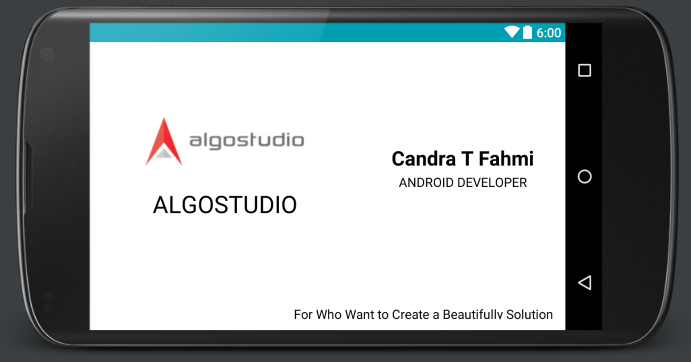 6:00
algostudio
ALGOSTUDIO
Candra T Fahmi
ANDROID DEVELOPER
For Who Want to Create a Beautifully Solution